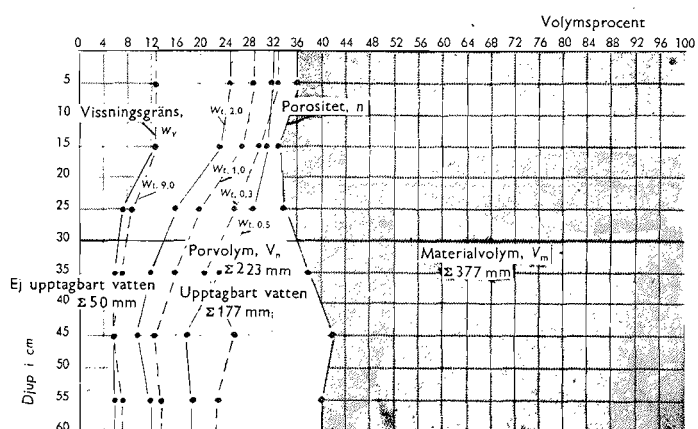 Volymsprocent
0 4 8 12 16 20 24 28 32 36 40 44 48 52 56 60 64 68 72 76 80 84 88 92 96 100
5
10
Vissningsgräns,
Wv
Wt, 2,0
Porositet, n
15
20
Wt, 9,0
Wt, 1,0
Wt, 0,3
25
Wt, 0,5
30
Porvolym, Vn
Σ 223 mm
Materialvolym, Vm
Σ 377 mm
35
Ej upptagbart vatten
Σ 50 mm
Upptagbart vatten
Σ 177 mm
40
45
50
55
60
Djup i cm